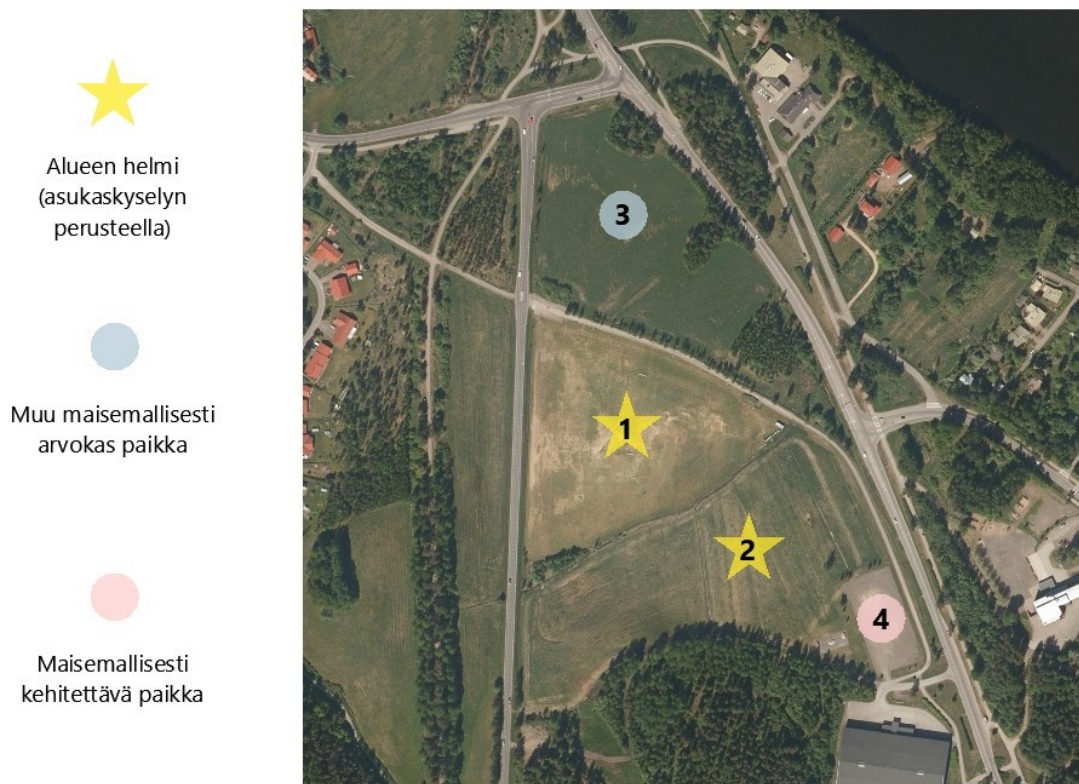 Alueen helmi
(asukaskyselyn
perusteella)
Muu maisemallisesti
arvokas paikka
Maisemallisesti
kehitettävä paikka
3
1
2
4